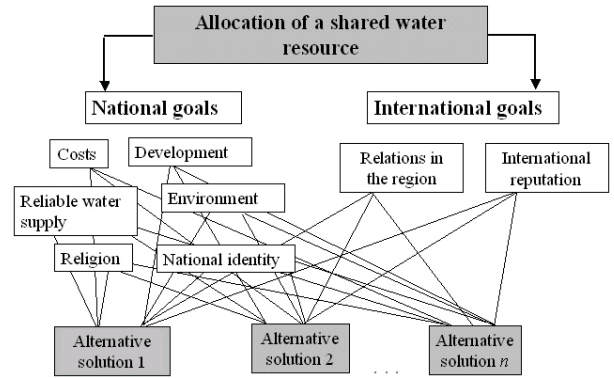 Allocation of a shared water
resource
National goals
International goals
Costs
Development
Relations in
the region
International
reputation
Reliable water
supply
Environment
Religion
National identity
Alternative
solution 1
Alternative
solution 2
. . .
Alternative
solution n